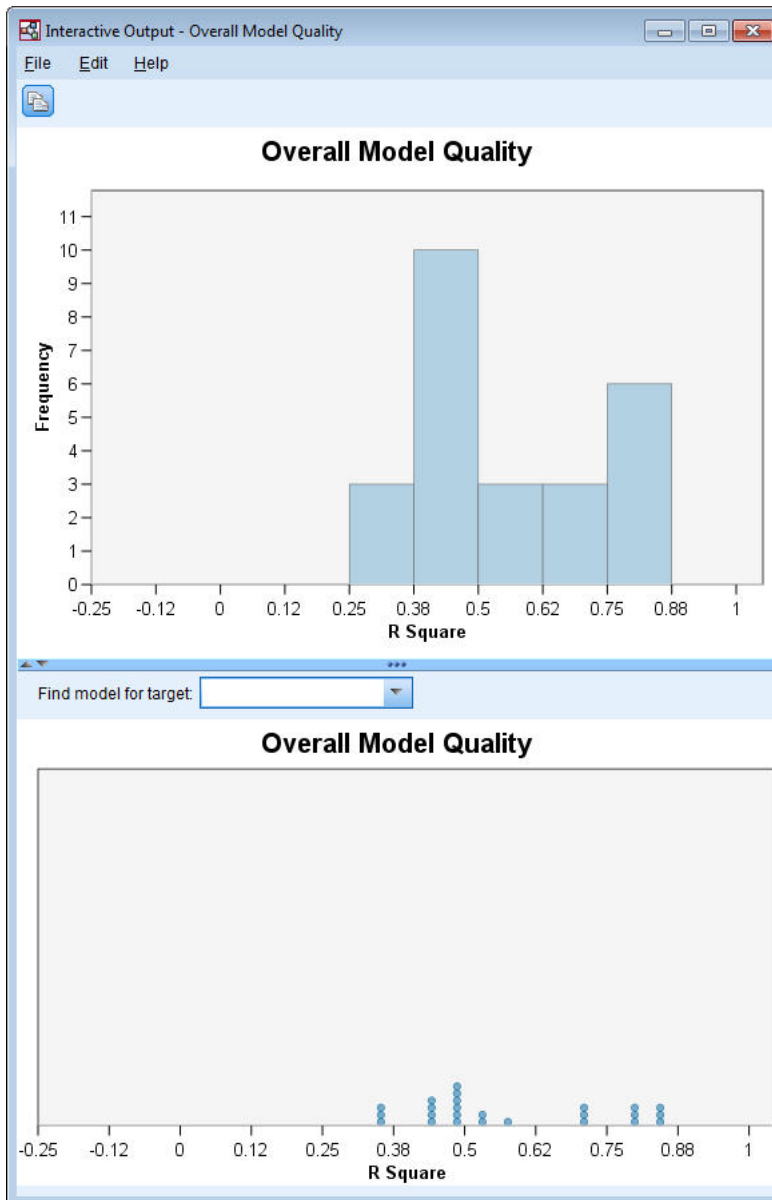 Interactive Output - Overall Model Quality
File Edit Help
Overall Model Quality
11
10
9
8
7
6
5
4
3
2
1
0
Frequency
-0.25 -0.12 0 0.12 0.25 0.38 0.5 0.62 0.75 0.88 1
R Square
Find model for target:
Overall Model Quality
-0.25 -0.12 0 0.12 0.25 0.38 0.5 0.62 0.75 0.88 1
R Square